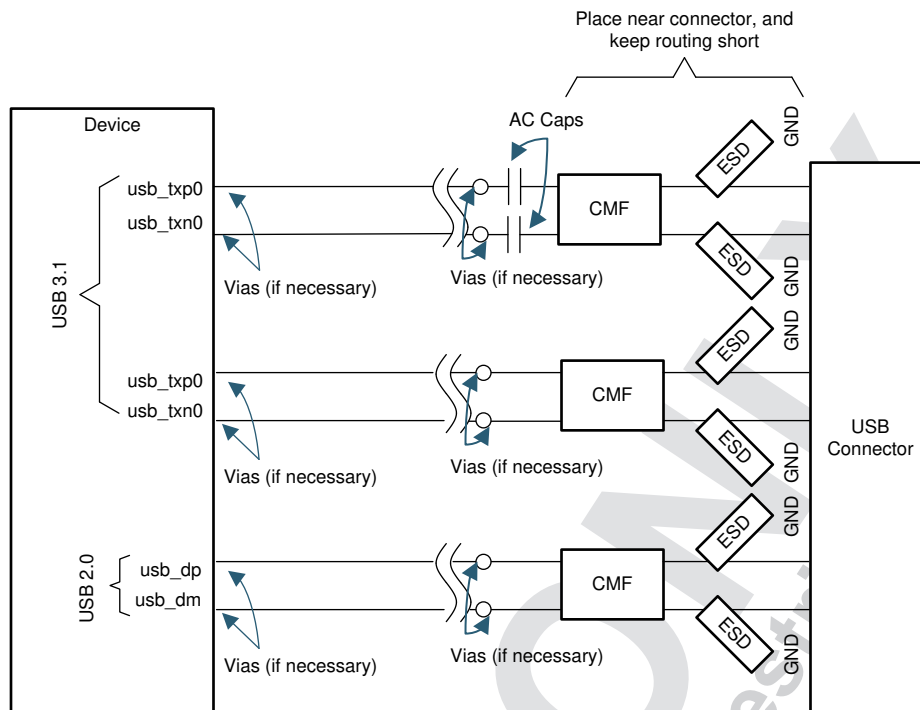 Place near connector, and
keep routing short
Device
AC Caps
GND
ESD
usb_txp0
CMF
usb_txn0
ESD
GND
Vias (if necessary)
Vias (if necessary)
USB 3.1
GND
ESD
usb_txp0
CMF
usb_txn0
USB
Connector
ESD
GND
Vias (if necessary)
Vias (if necessary)
GND
ESD
USB 2.0
usb_dp
CMF
usb_dm
ESD
GND
Vias (if necessary)
Vias (if necessary)